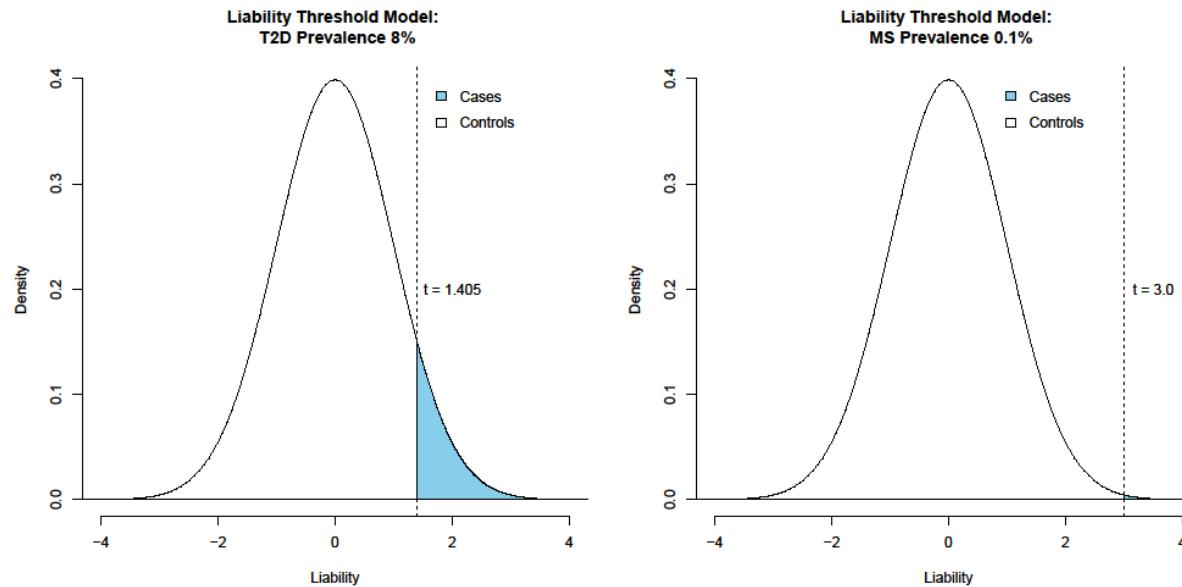 Liability Threshold Model:
T2D Prevalence 8%
Cases
Controls
t = 1.405
Density
0.0
0.1
0.2
0.3
0.4
−4
−2
0
2
4
Liability
Liability Threshold Model:
MS Prevalence 0.1%
Cases
Controls
t = 3.0
Density
0.0
0.1
0.2
0.3
0.4
−4
−2
0
2
4
Liability